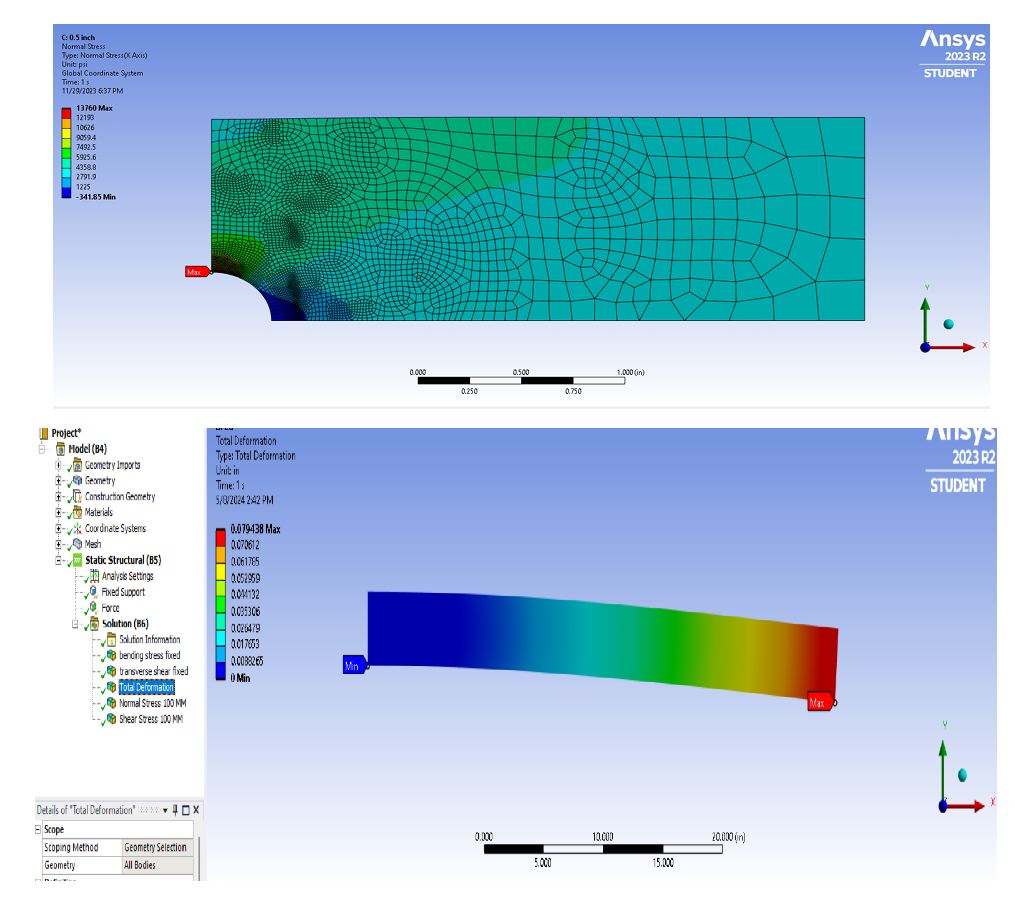 C: 0.5 inch
Normal Stress
Type: Normal Stress(X Axis)
Unit: psi
Global Coordinate System
Time: 1 s
11/29/2023 6:37 PM
13760 Max
12193
10626
9059.4
7492.5
5925.6
4358.8
2791.9
1225
-341.85 Min
Ansys
2023 R2
STUDENT
Max
Y
X
0.000
0.500
1.000 (in)
0.250
0.750
Project*
Model (B4)
Geometry Imports
Geometry
Construction Geometry
Materials
Coordinate Systems
Mesh
Static Structural (B5)
Analysis Settings
Fixed Support
Force
Solution (B6)
Solution Information
bending stress fixed
transverse shear fixed
Total Deformation
Normal Stress 100 MM
Shear Stress 100 MM
Details of "Total Deformation"
Scope
Scoping Method
Geometry Selection
Geometry
All Bodies
Total Deformation
Type: Total Deformation
Unit: in
Time: 1 s
5/8/2024 2:42 PM
0.079438 Max
0.070612
0.061785
0.052959
0.044132
0.035306
0.026479
0.017653
0.0088265
0 Min
Ansys
2023 R2
STUDENT
Min
Max
Y
X
0.000
10.000
20.000 (in)
5.000
15.000